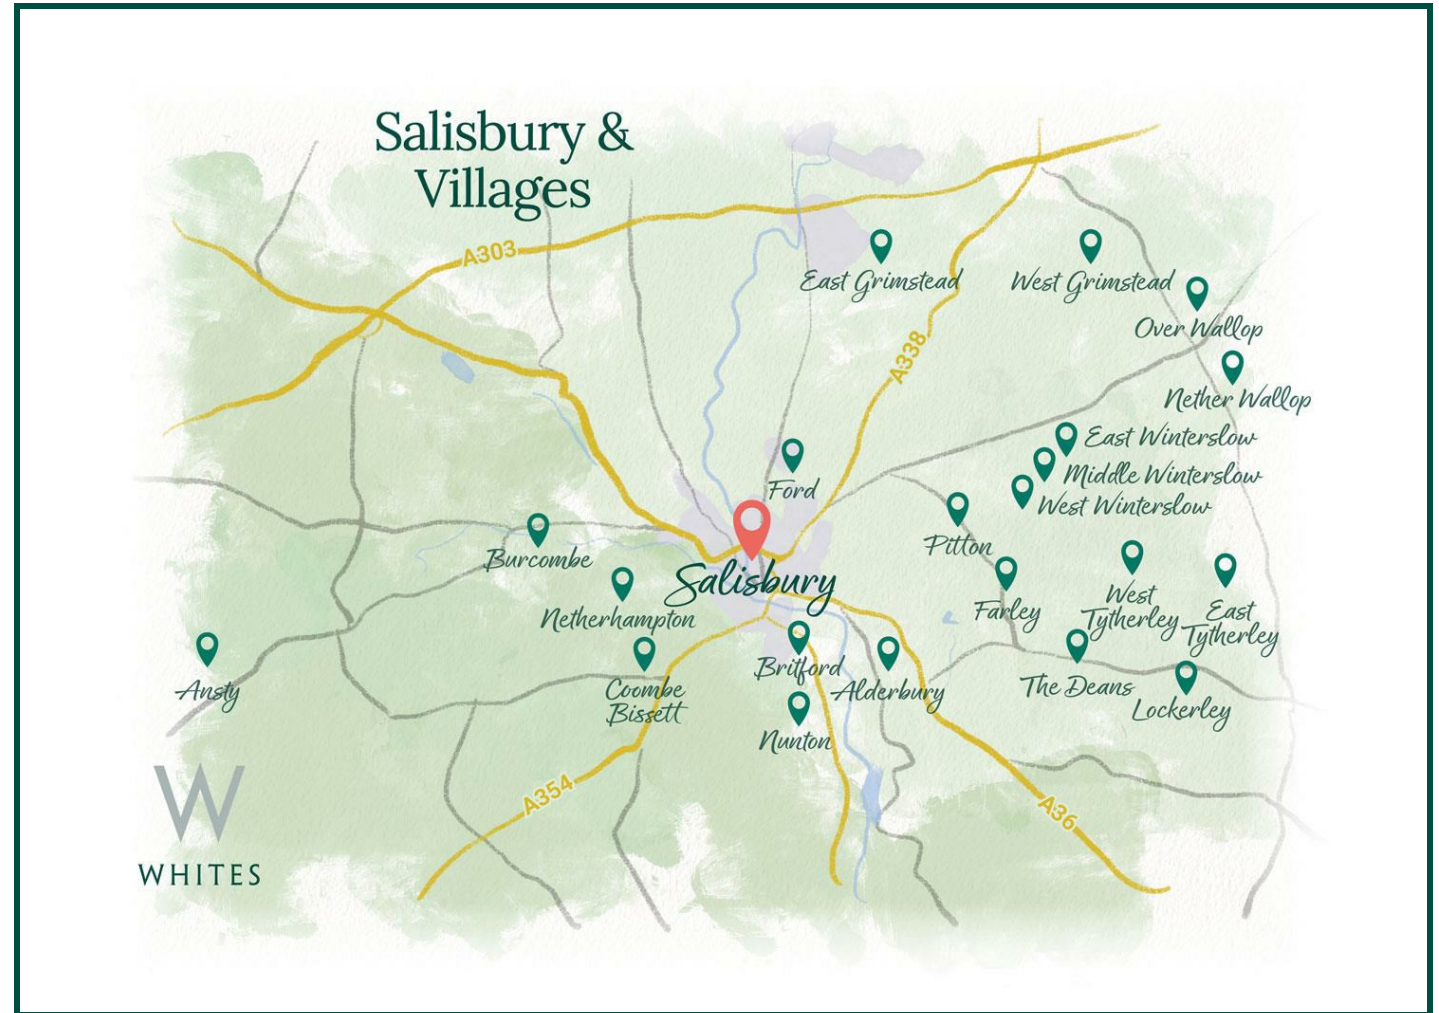 Salisbury &
Villages
A303
East Grimstead
West Grimstead
Over Wallop
A338
Nether Wallop
East Winterslow
Middle Winterslow
West Winterslow
Ford
Pitton
Burcombe
Salisbury
Netherhampton
Farley
West
Tytherley
East
Tytherley
Britford
Ansty
Coombe
Bissett
Alderbury
The Deans
Lockerley
Nunton
A354
A36
W
WHITES